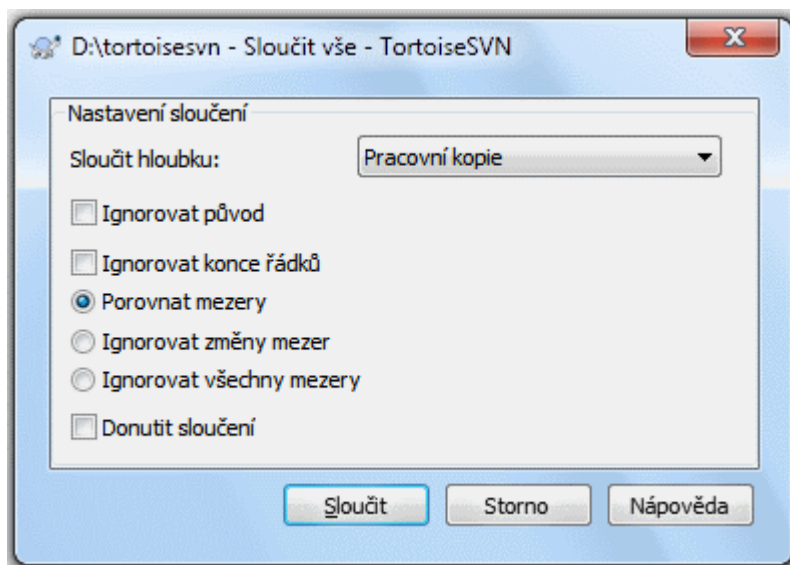 D:\tortoisesvn - Sloučit vše - TortoiseSVN
Nastavení sloučení
Sloučit hloubku: Pracovní kopie
Ignorovat původ
Ignorovat konce řádků
Porovnat mezery
Ignorovat změny mezer
Ignorovat všechny mezery
Donutit sloučení
Sloučit Storno Nápověda